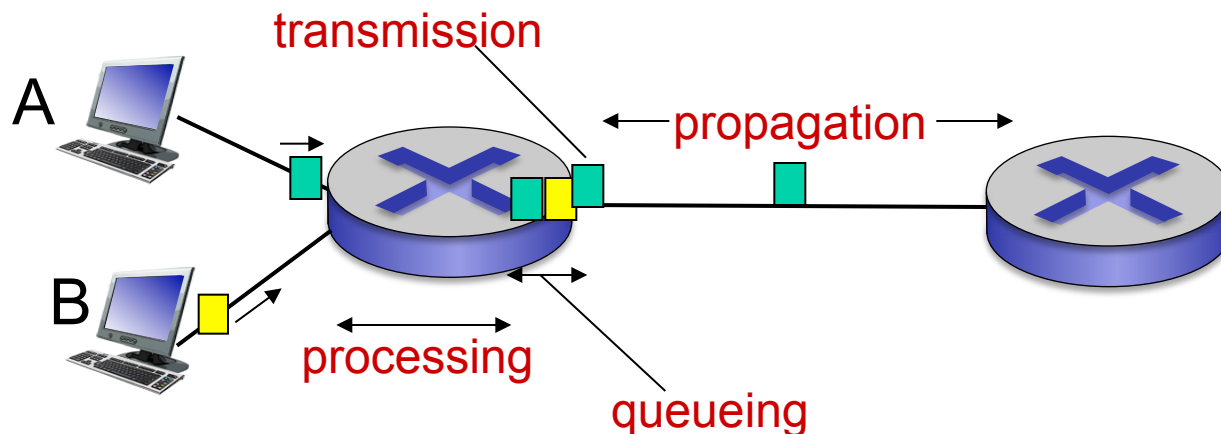 transmission
A
propagation
B
processing
queueing